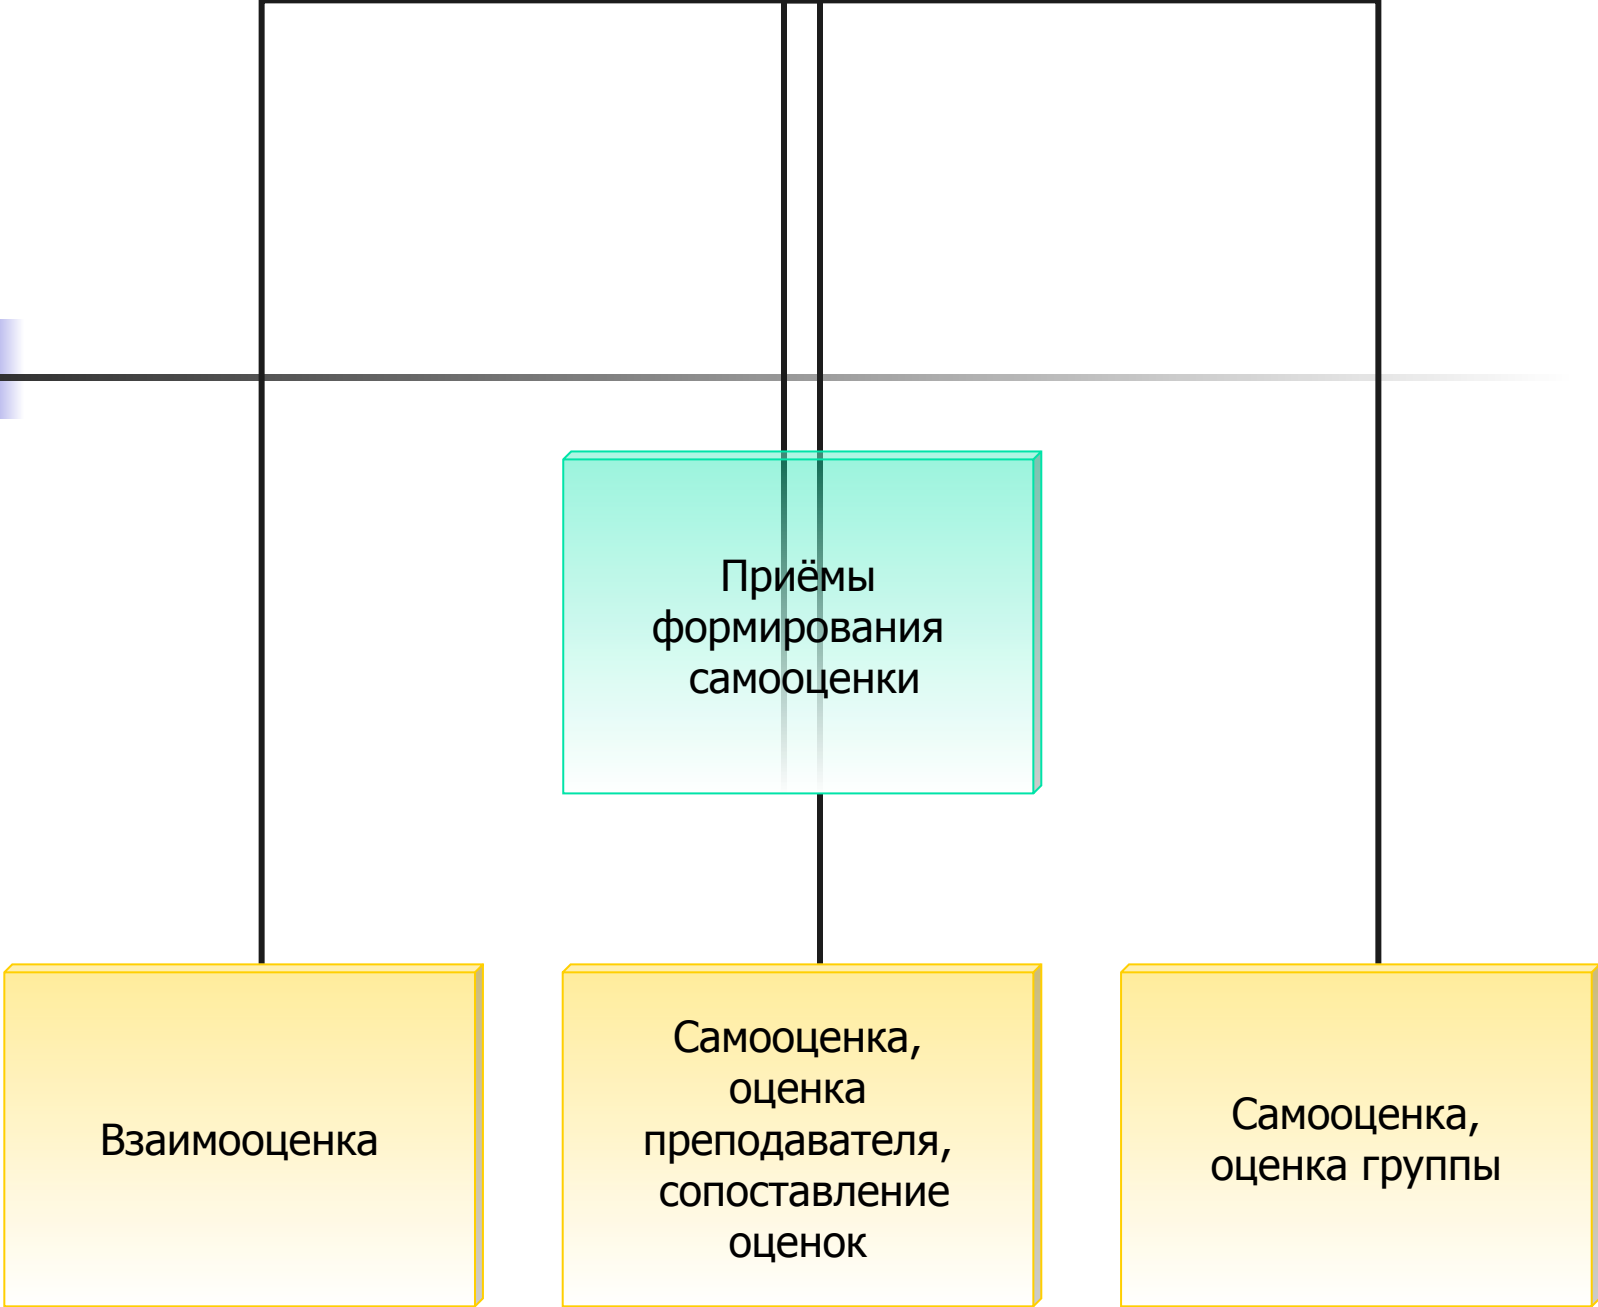 Приёмы
формирования
самооценки
Взаимооценка
Самооценка,
оценка
преподавателя,
сопоставление
оценок
Самооценка,
оценка группы